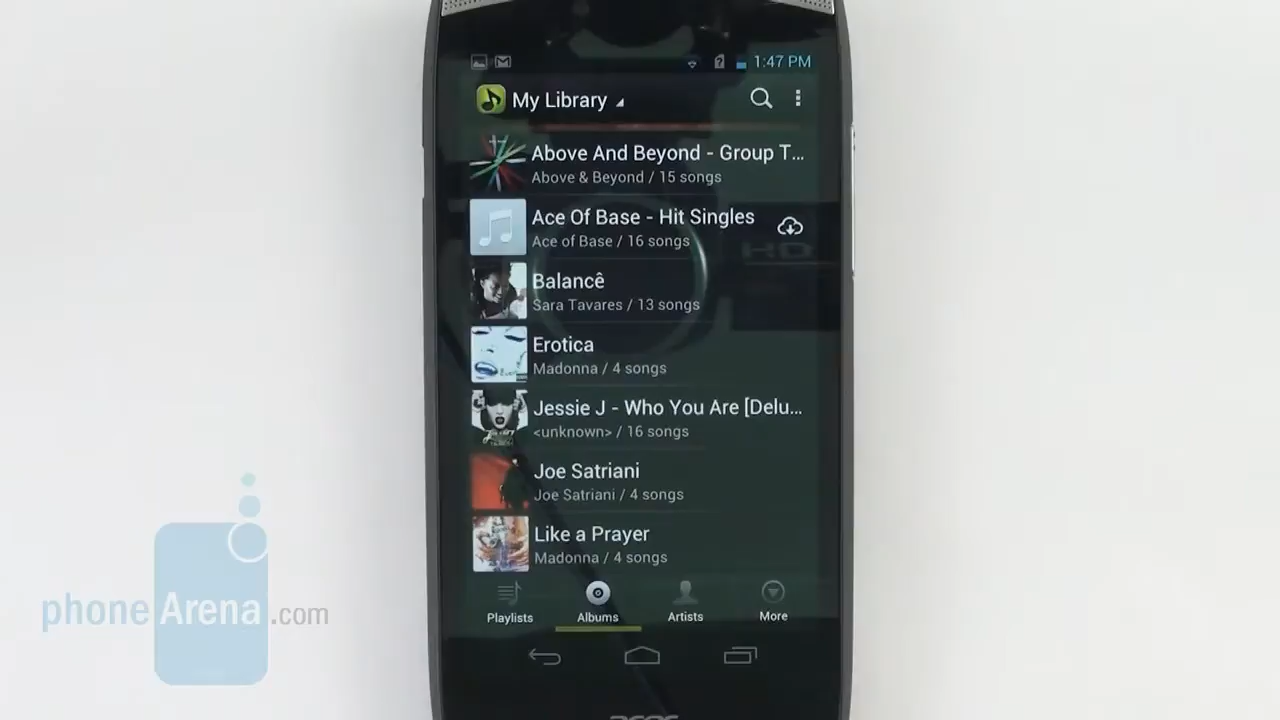 1:47 PM
My Library
Above And Beyond - Group T...
Above & Beyond / 15 songs
Ace Of Base - Hit Singles
Ace of Base / 16 songs
HD
Balancê
Sara Tavares / 13 songs
Erotica
Madonna / 4 songs
Jessie J - Who You Are [Delu...
<unknown> / 16 songs
Joe Satriani
Joe Satriani / 4 songs
Like a Prayer
Madonna / 4 songs
Playlists
Albums
Artists
More
phoneArena.com
acer